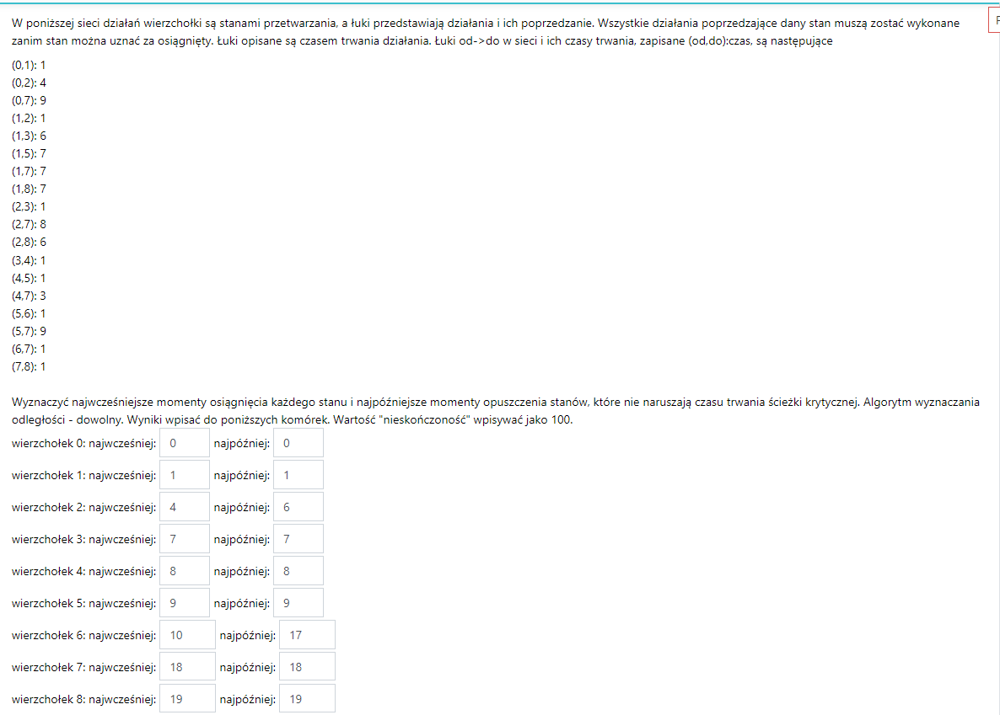 W poniższej sieci działań wierzchołki są stanami przetwarzania, a łuki przedstawiają działania i ich poprzedzanie. Wszystkie działania poprzedzające dany stan muszą zostać wykonane
zanim stan można uznać za osiągnięty. Łuki opisane są czasem trwania działania. Łuki od->do w sieci i ich czasy trwania, zapisane (od,do):czas, są następujące
(0,1): 1
(0,2): 4
(0,7): 9
(1,2): 1
(1,3): 6
(1,5): 7
(1,7): 7
(1,8): 7
(2,3): 1
(2,7): 8
(2,8): 6
(3,4): 1
(4,5): 1
(4,7): 3
(5,6): 1
(5,7): 9
(6,7): 1
(7,8): 1
Wyznaczyć najwcześniejsze momenty osiągnięcia każdego stanu i najpóźniejsze momenty opuszczenia stanów, które nie naruszają czasu trwania ścieżki krytycznej. Algorytm wyznaczania
odległości - dowolny. Wyniki wpisać do poniższych komórek. Wartość "nieskończoność" wpisywać jako 100.
wierzchołek 0: najwcześniej: 0 najpóźniej: 0
wierzchołek 1: najwcześniej: 1 najpóźniej: 1
wierzchołek 2: najwcześniej: 4 najpóźniej: 6
wierzchołek 3: najwcześniej: 7 najpóźniej: 7
wierzchołek 4: najwcześniej: 8 najpóźniej: 8
wierzchołek 5: najwcześniej: 9 najpóźniej: 9
wierzchołek 6: najwcześniej: 10 najpóźniej: 17
wierzchołek 7: najwcześniej: 18 najpóźniej: 18
wierzchołek 8: najwcześniej: 19 najpóźniej: 19